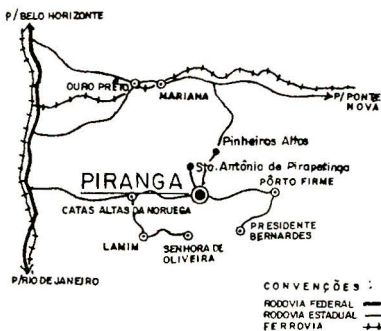 P/BELO HORIZONTE
OURO PRETO
MARIANA
P/PONTE
NOVA
Pinheiros Altos
Sto. Antônio de Pirapetinga
PIRANGA
PÔRTO FIRME
CATAS ALTAS DA NORUEGA
PRESIDENTE
BERNARDES
LAMIM
SENHORA DE
OLIVEIRA
P/RIO DE JANEIRO
CONVENÇÕES :
RODOVIA FEDERAL
RODOVIA ESTADUAL
FERROVIA